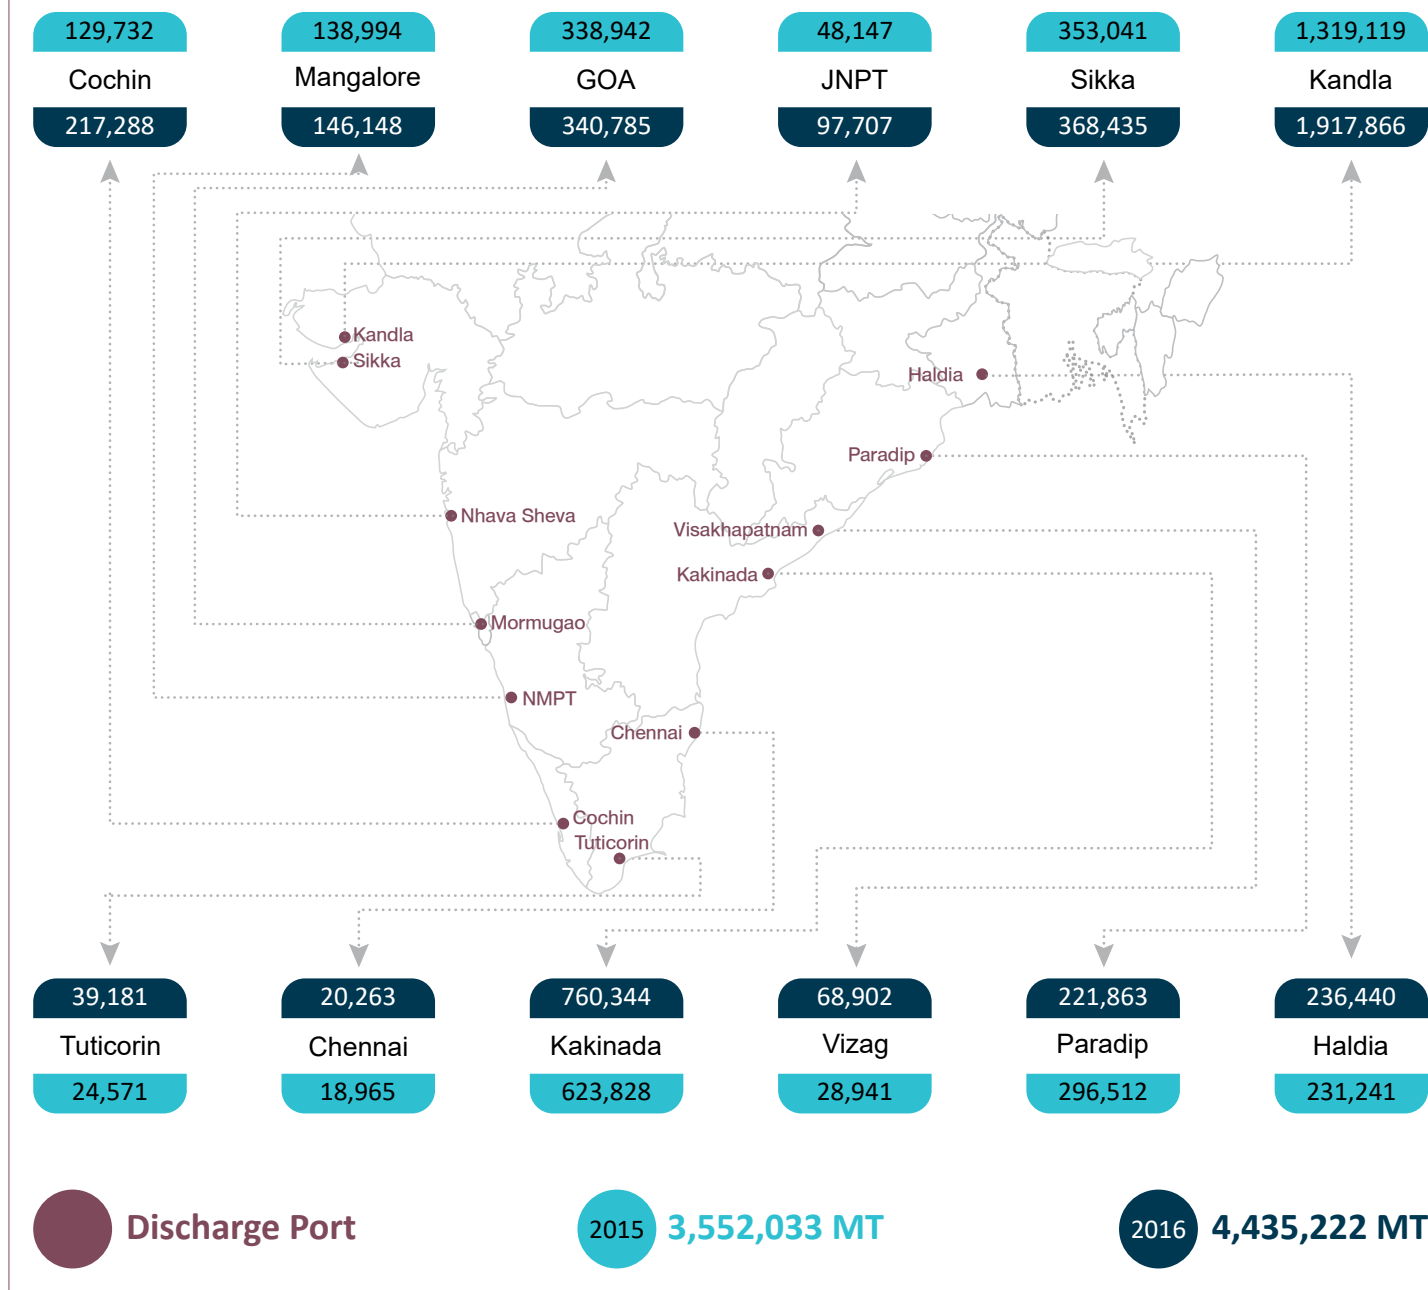 129,732 138,994 338,942 48,147 353,041 1,319,119
Cochin Mangalore GOA JNPT Sikka Kandla
217,288 146,148 340,785 97,707 368,435 1,917,866
Kandla
Sikka
Haldia
Paradip
Nhava Sheva
Visakhapatnam
Kakinada
Mormugao
NMPT
Chennai
Cochin
Tuticorin
39,181 20,263 760,344 68,902 221,863 236,440
Tuticorin Chennai Kakinada Vizag Paradip Haldia
24,571 18,965 623,828 28,941 296,512 231,241
Discharge Port 2015 3,552,033 MT 2016 4,435,222 MT